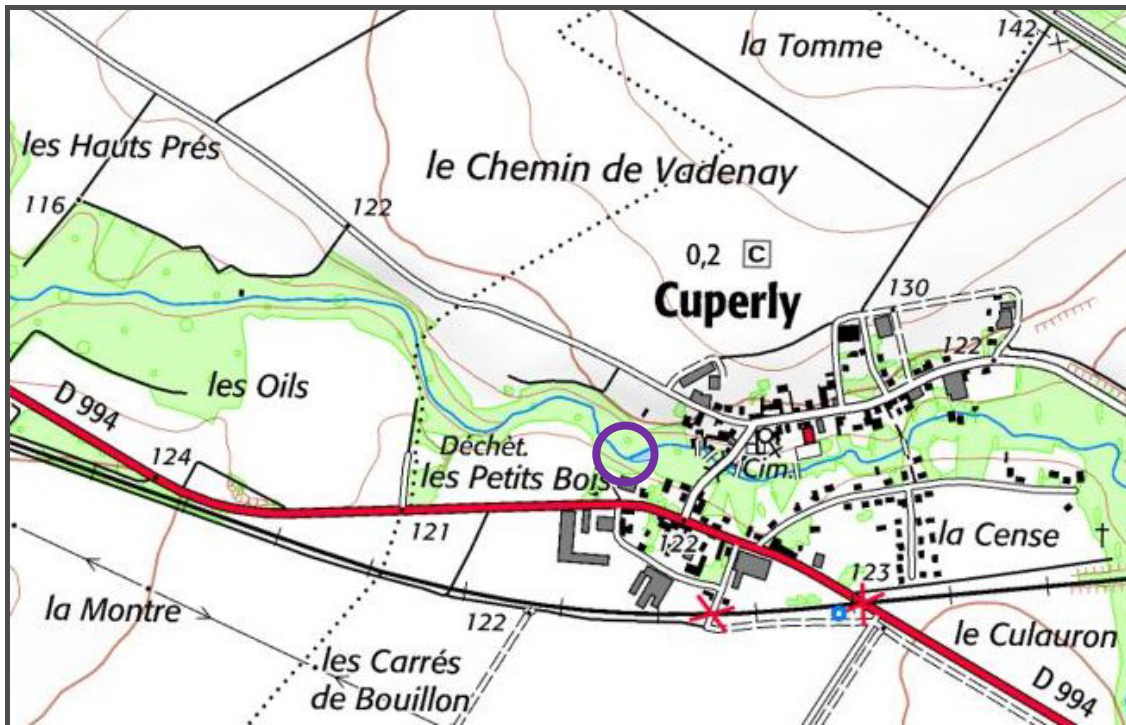 142
la Tomme
les Hauts Prés
le Chemin de Vadenay
116
122
0,2 C
Cuperly
130
122
les Oils
D 994
Déchèt.
les Petits Bois
Cim.
124
121
122
la Cense
123
la Montre
122
le Culauron
les Carrés
de Bouillon
D 994